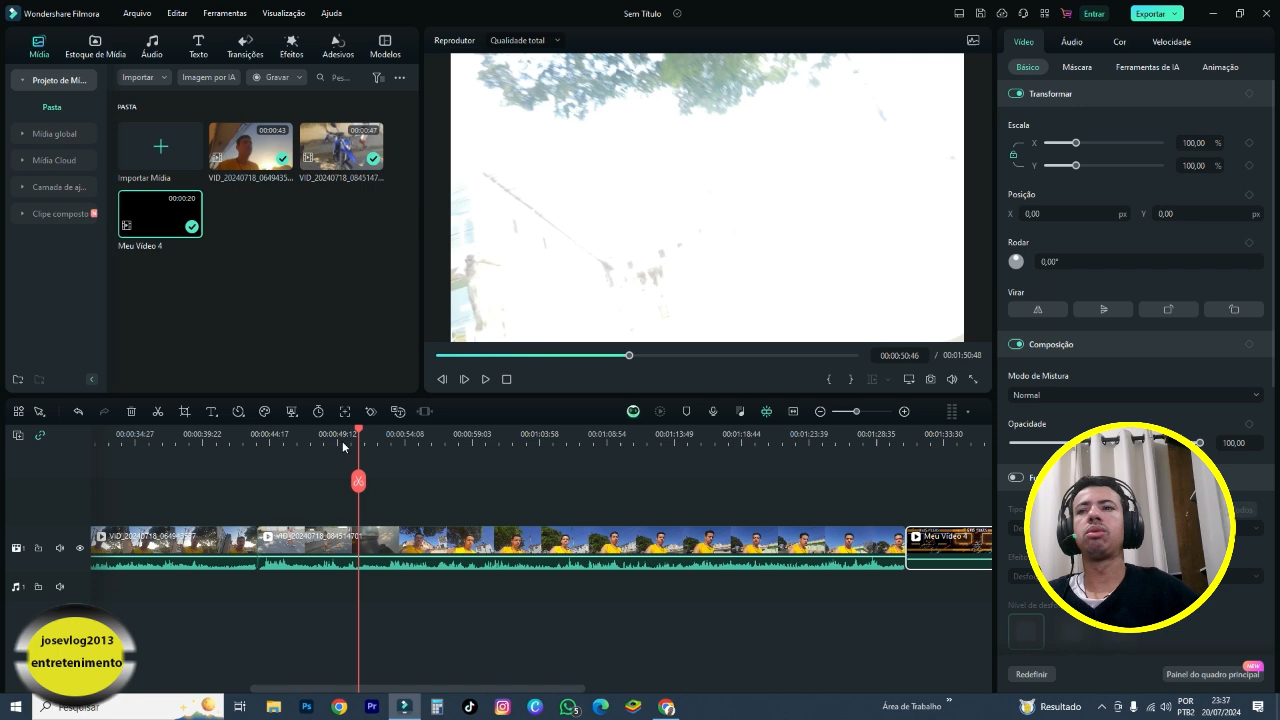 Wondershare Filmora
Arquivo
Editar
Ferramentas
Visualização
Ajuda
Sem Título
Entrar
Exportar
Mídia
Estoque de Mídia
Áudio
Texto
Transições
Efeitos
Adesivos
Modelos
Projeto de Mí...
Importar
Imagem por IA
Gravar
Pes...
Pasta
PASTA
Mídia global
Mídia Cloud
Camada de aj...
Clipe composto
Importar Mídia
00:00:43
VID_20240718_0649435...
00:00:47
VID_20240718_0845147...
00:00:20
Meu Vídeo 4
Reprodutor
Qualidade total
00:00:50:46 / 00:01:50:48
Vídeo
Áudio
Cor
Velocidade
Básico
Máscara
Ferramentas de IA
Animação
Transformar
Escala
X 100,00 %
Y 100,00 %
Posição
X 0,00 px Y 0,00 px
Rodar
0,00°
Virar
Composição
Modo de Mistura
Normal
Opacidade
100,00
Redefinir
Painel do quadro principal
NEW
00:00:34:27
00:00:39:22
00:00:44:17
00:00:49:12
00:00:54:08
00:00:59:03
00:01:03:58
00:01:08:54
00:01:13:49
00:01:18:44
00:01:23:39
00:01:28:35
00:01:33:30
Meu Vídeo 4
josevlog2013
entretenimento
Pesquisar
Área de Trabalho
Resultado
POR
PTB2
23:37
20/07/2024